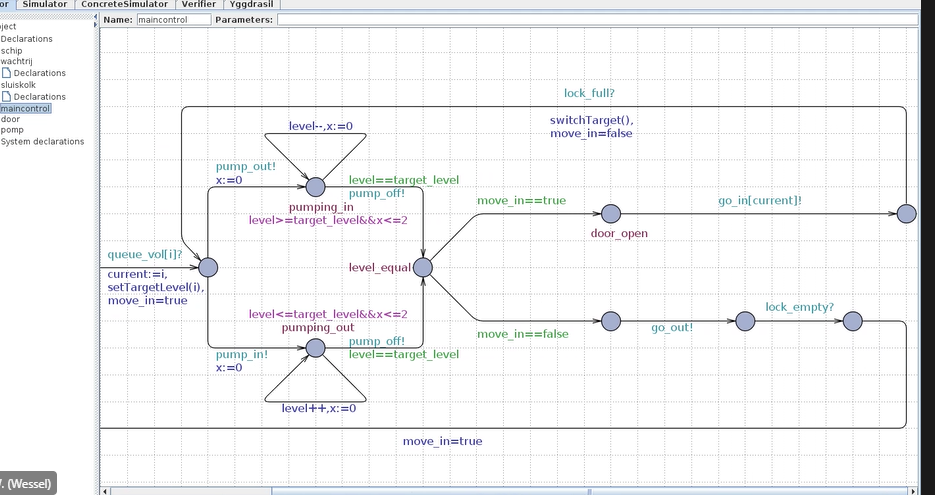 or Simulator ConcreteSimulator Verifier Yggdrasil
Name: maincontrol Parameters:
ject
Declarations
schip
wachtrij
Declarations
sluiskolk
Declarations
maincontrol
door
pomp
System declarations
lock_full?
switchTarget(),
move_in=false
level--,x:=0
pump_out!
x:=0
level==target_level
pump_off!
pumping_in
level>=target_level&&x<=2
move_in==true
go_in[current]!
door_open
queue_vol[i]?
current:=i,
setTargetLevel(i),
move_in=true
level_equal
level<=target_level&&x<=2
pumping_out
pump_off!
level==target_level
pump_in!
x:=0
move_in==false
go_out!
lock_empty?
level++,x:=0
move_in=true
. (Wessel)